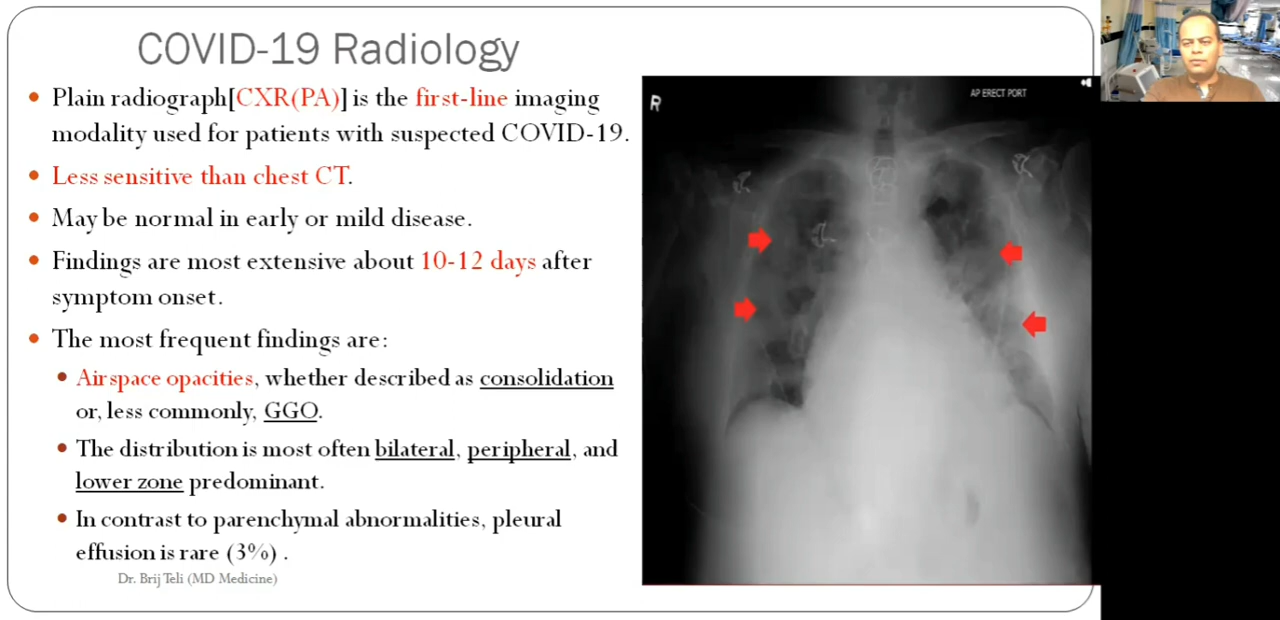 COVID-19 Radiology
Plain radiograph[CXR(PA)] is the first-line imaging
modality used for patients with suspected COVID-19.
Less sensitive than chest CT.
May be normal in early or mild disease.
Findings are most extensive about 10-12 days after
symptom onset.
The most frequent findings are:
Airspace opacities, whether described as consolidation
or, less commonly, GGO.
The distribution is most often bilateral, peripheral, and
lower zone predominant.
In contrast to parenchymal abnormalities, pleural
effusion is rare (3%) .
Dr. Brij Teli (MD Medicine)
R
AP ERECT PORT